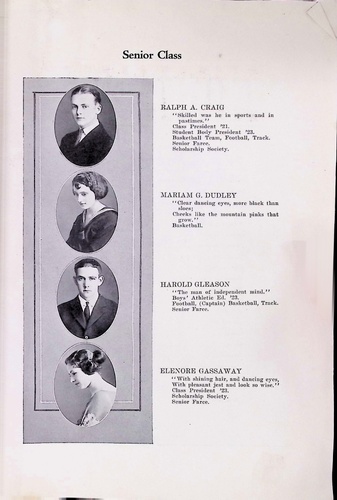 Senior Class
RALPH A. CRAIG
"Skilled was he in sports and in
pastimes."
Class President '21.
Student Body President '23.
Basketball Team, Football, Track.
Senior Farce.
Scholarship Society.
MARIAM G. DUDLEY
"Clear dancing eyes, more black than
sloes;
Cheeks like the mountain pinks that
grow."
Basketball.
HAROLD GLEASON
"The man of independent mind."
Boys' Athletic Ed. '23.
Football, (Captain) Basketball, Track.
Senior Farce.
ELENORE GASSAWAY
"With shining hair, and dancing eyes,
With pleasant jest and look so wise."
Class President '23.
Scholarship Society.
Senior Farce.